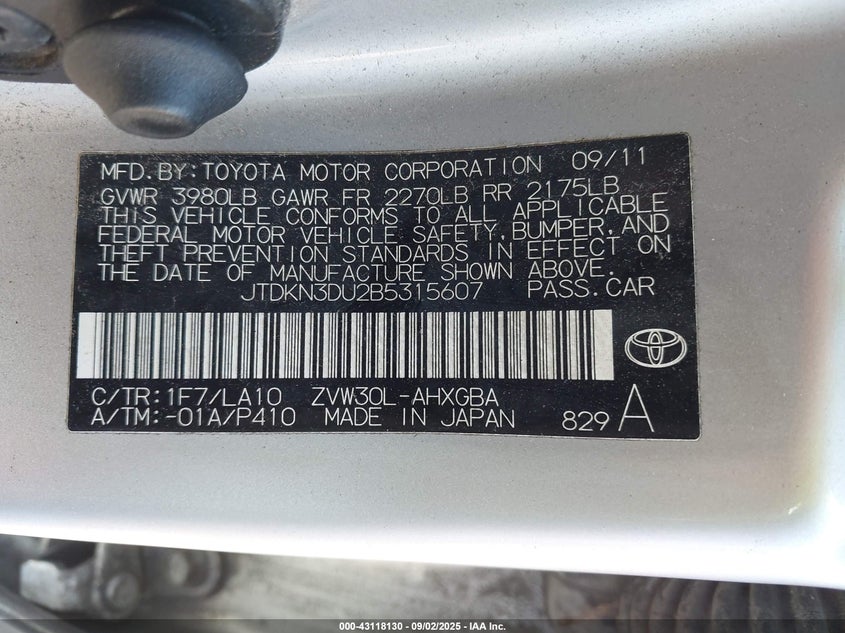 MFD.BY:TOYOTA MOTOR CORPORATION 09/11
GVWR 3980LB GAWR FR 2270LB RR 2175LB
THIS VEHICLE CONFORMS TO ALL APPLICABLE
FEDERAL MOTOR VEHICLE SAFETY,BUMPER,AND
THEFT PREVENTION STANDARDS IN EFFECT ON
THE DATE OF MANUFACTURE SHOWN ABOVE.
JTDKN3DU2B5315607 PASS.CAR
C/TR:1F7/LA10 ZVW30L-AHXGBA
A/TM:-01A/P410 MADE IN JAPAN 829 A
000-43118130 - 09/02/2025 - IAA Inc.